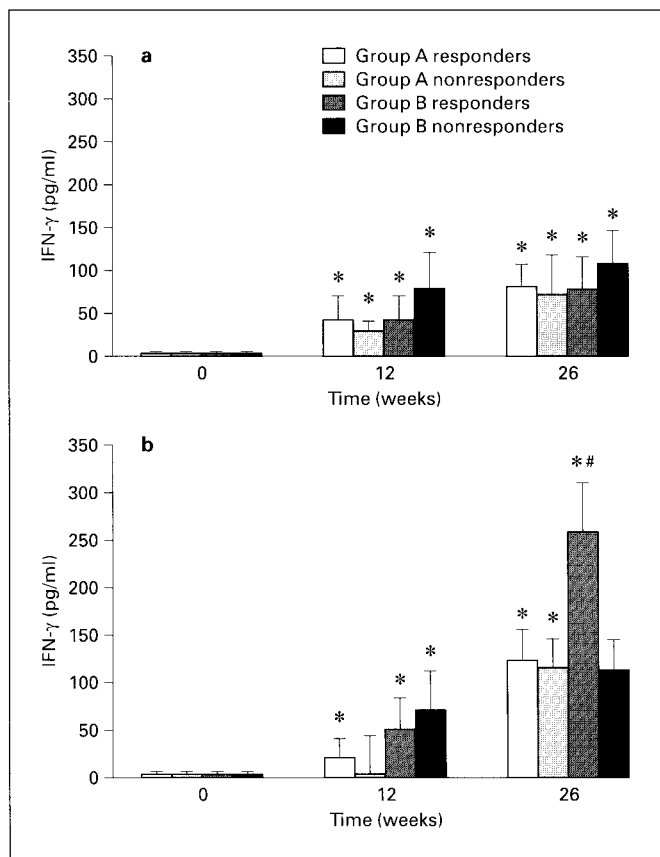 a
Group A responders
Group A nonresponders
Group B responders
Group B nonresponders
350
300
250
200
150
100
50
0
IFN-γ (pg/ml)
* * * *
* * * *
0 12 26
Time (weeks)
b
350
300
250
200
150
100
50
0
IFN-γ (pg/ml)
*#
* *
* * *
0 12 26
Time (weeks)